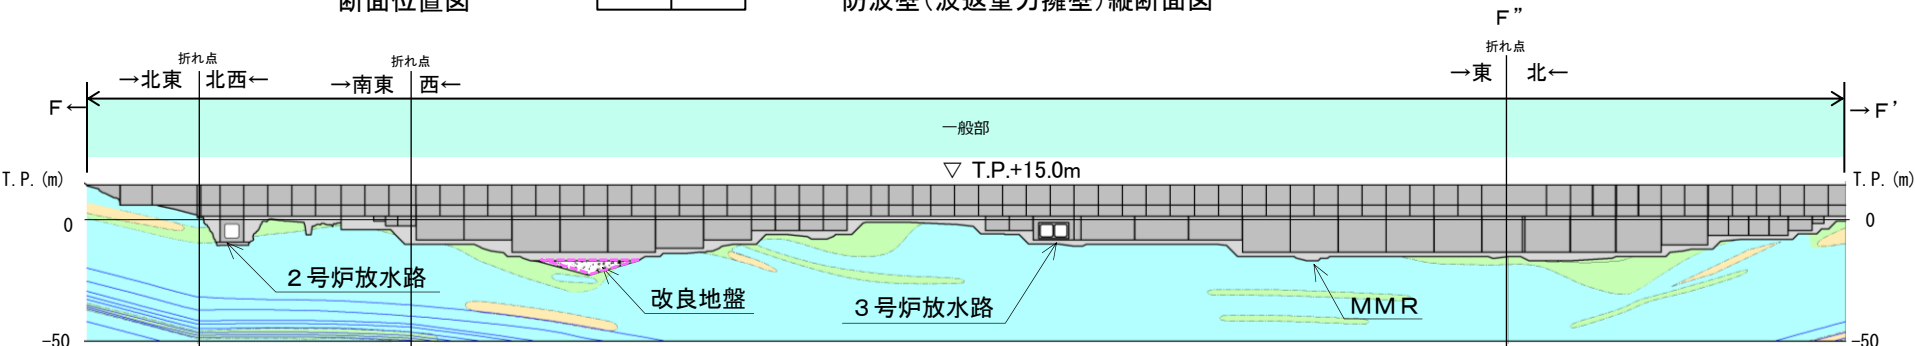 断面位置図
防波壁(波返重力擁壁)縦断面図
F”
折れ点
折れ点
折れ点
→北東
北西←
→南東
西←
→東
北←
F←
→F’
一般部
▽ T.P.+15.0m
T.P.(m)
T.P.(m)
0
0
2号炉放水路
改良地盤
3号炉放水路
MMR
-50
-50